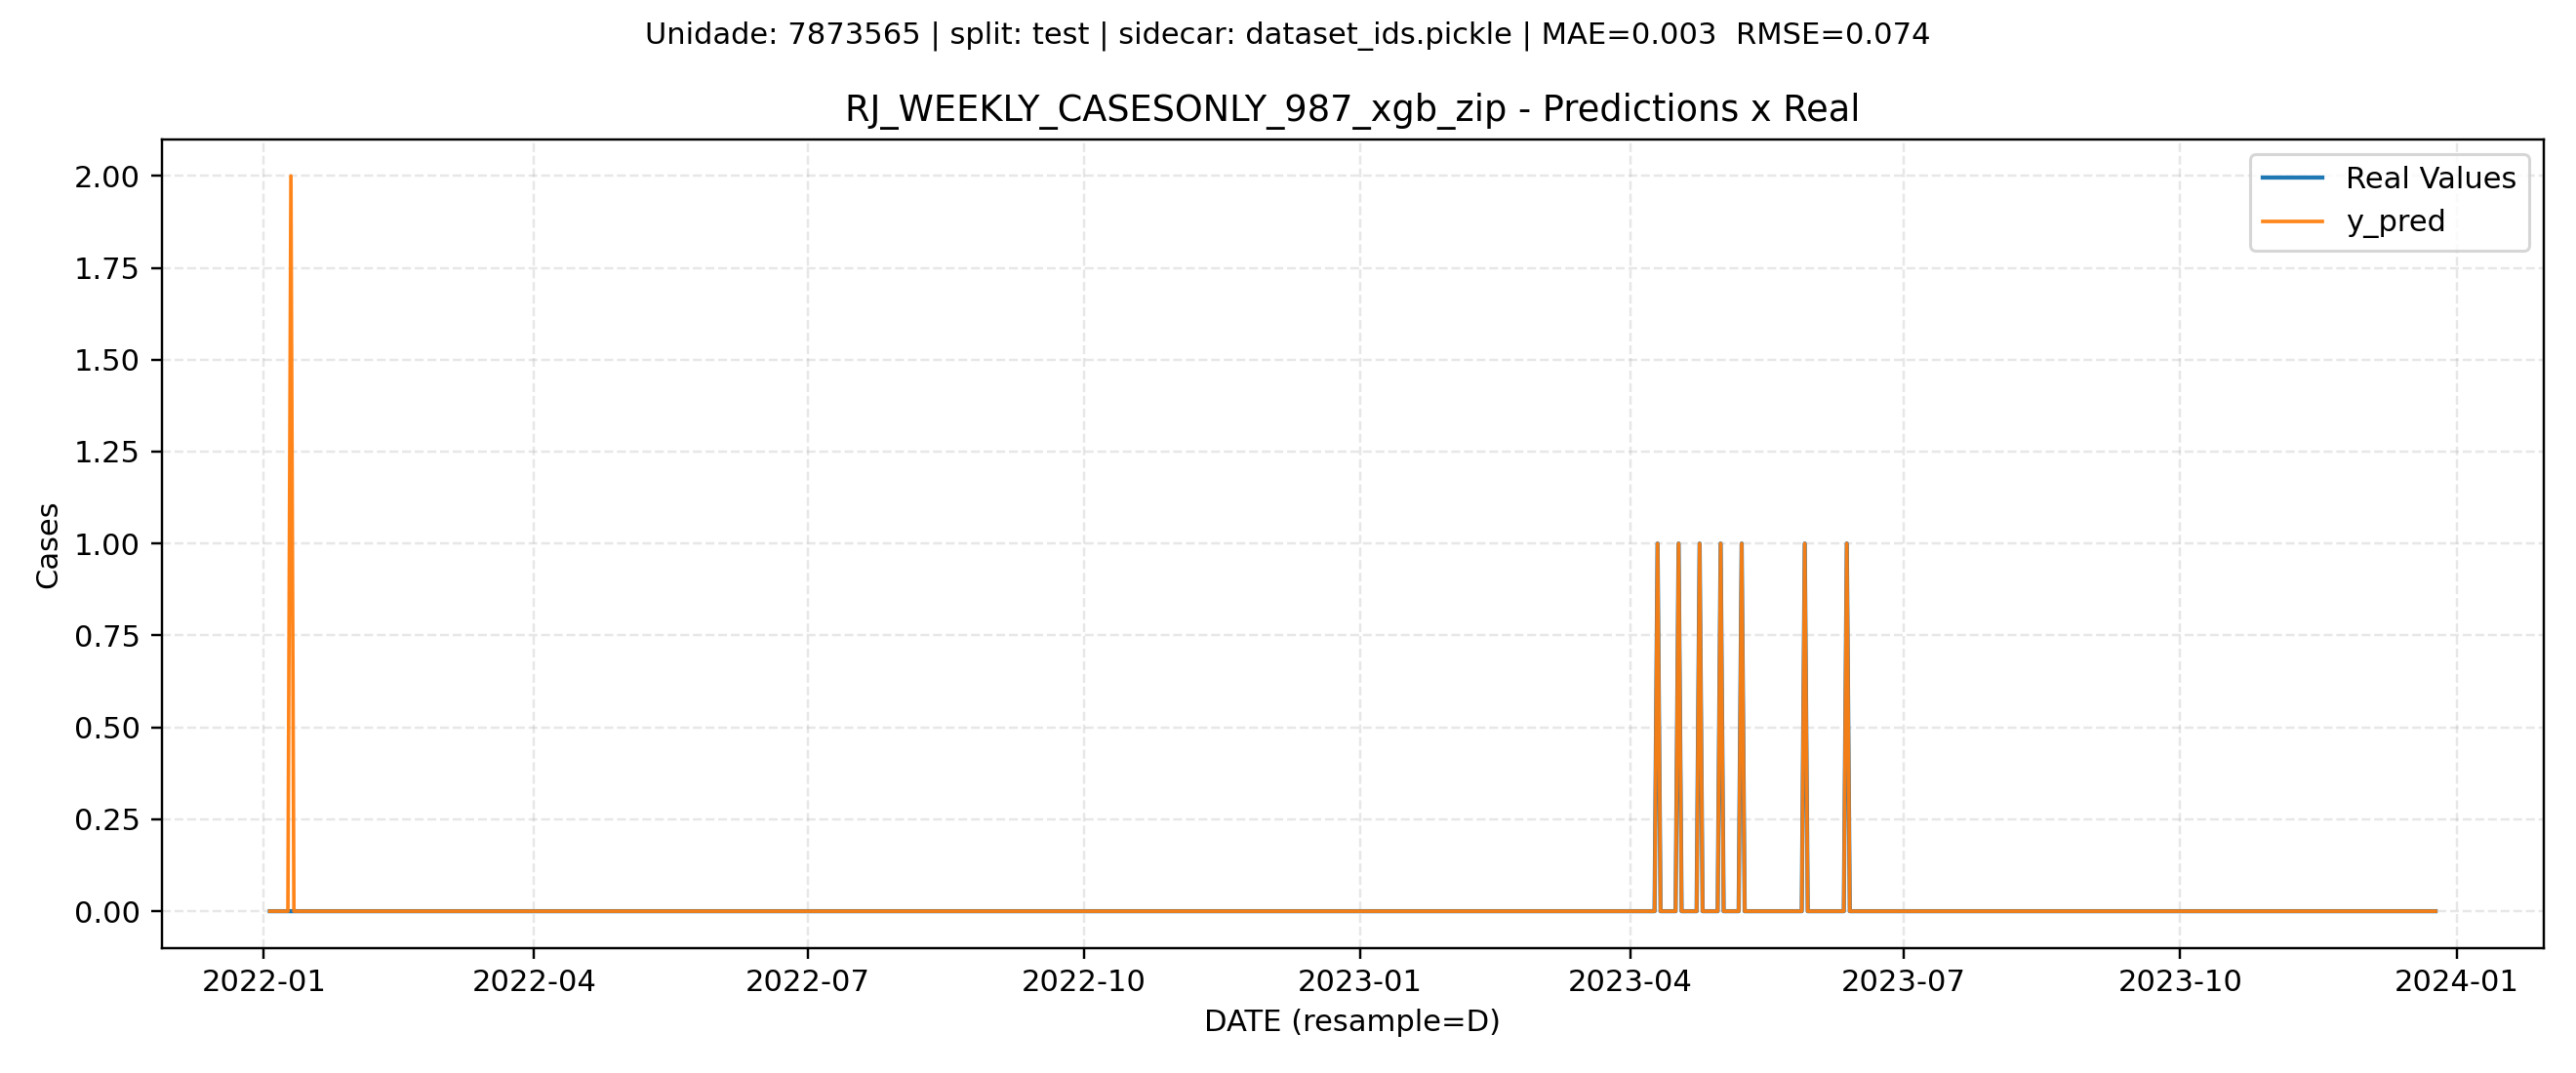 Unidade: 7873565 | split: test | sidecar: dataset_ids.pickle | MAE=0.003  RMSE=0.074
RJ_WEEKLY_CASESONLY_987_xgb_zip - Predictions x Real
Real Values
y_pred
Cases
2.00
1.75
1.50
1.25
1.00
0.75
0.50
0.25
0.00
2022-01 2022-04 2022-07 2022-10 2023-01 2023-04 2023-07 2023-10 2024-01
DATE (resample=D)